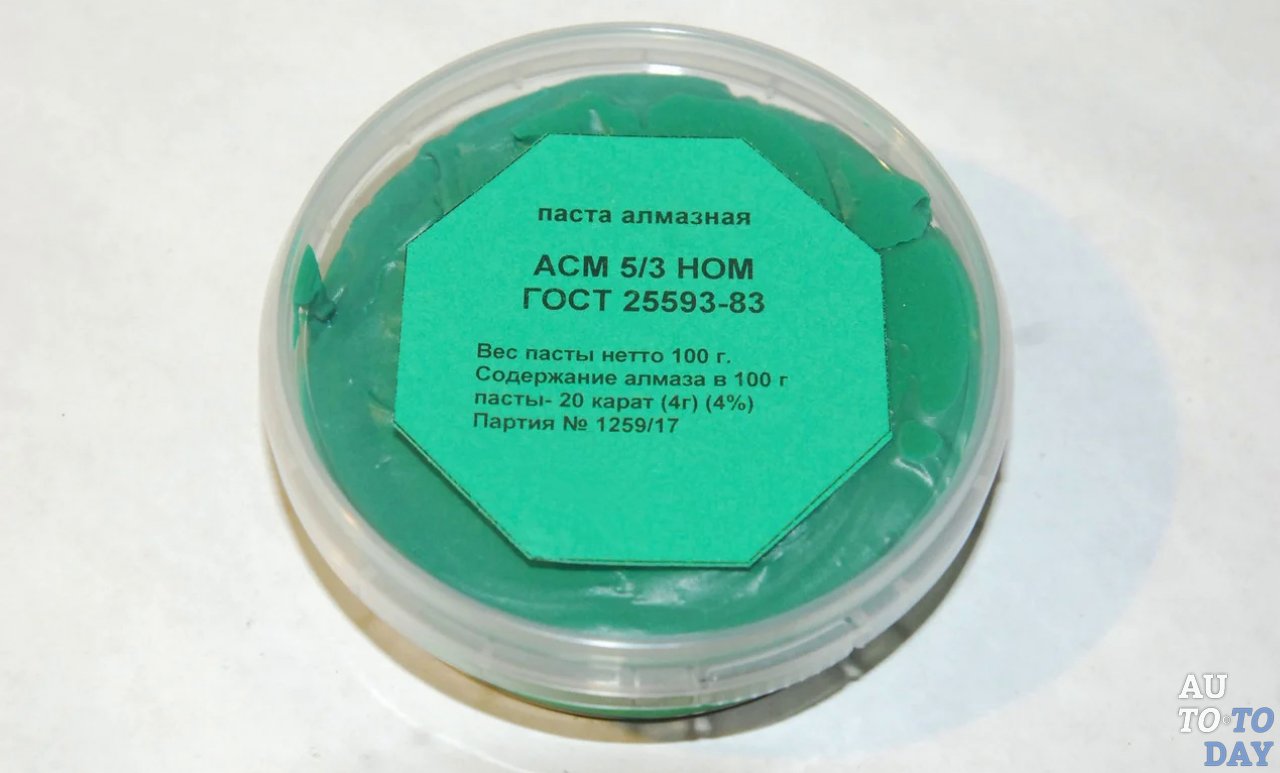 паста алмазная
АСМ 5/3 НОМ
ГОСТ 25593-83
Вес пасты нетто 100 г.
Содержание алмаза в 100 г
пасты- 20 карат (4г) (4%)
Партия № 1259/17
AU
TO TO
DAY